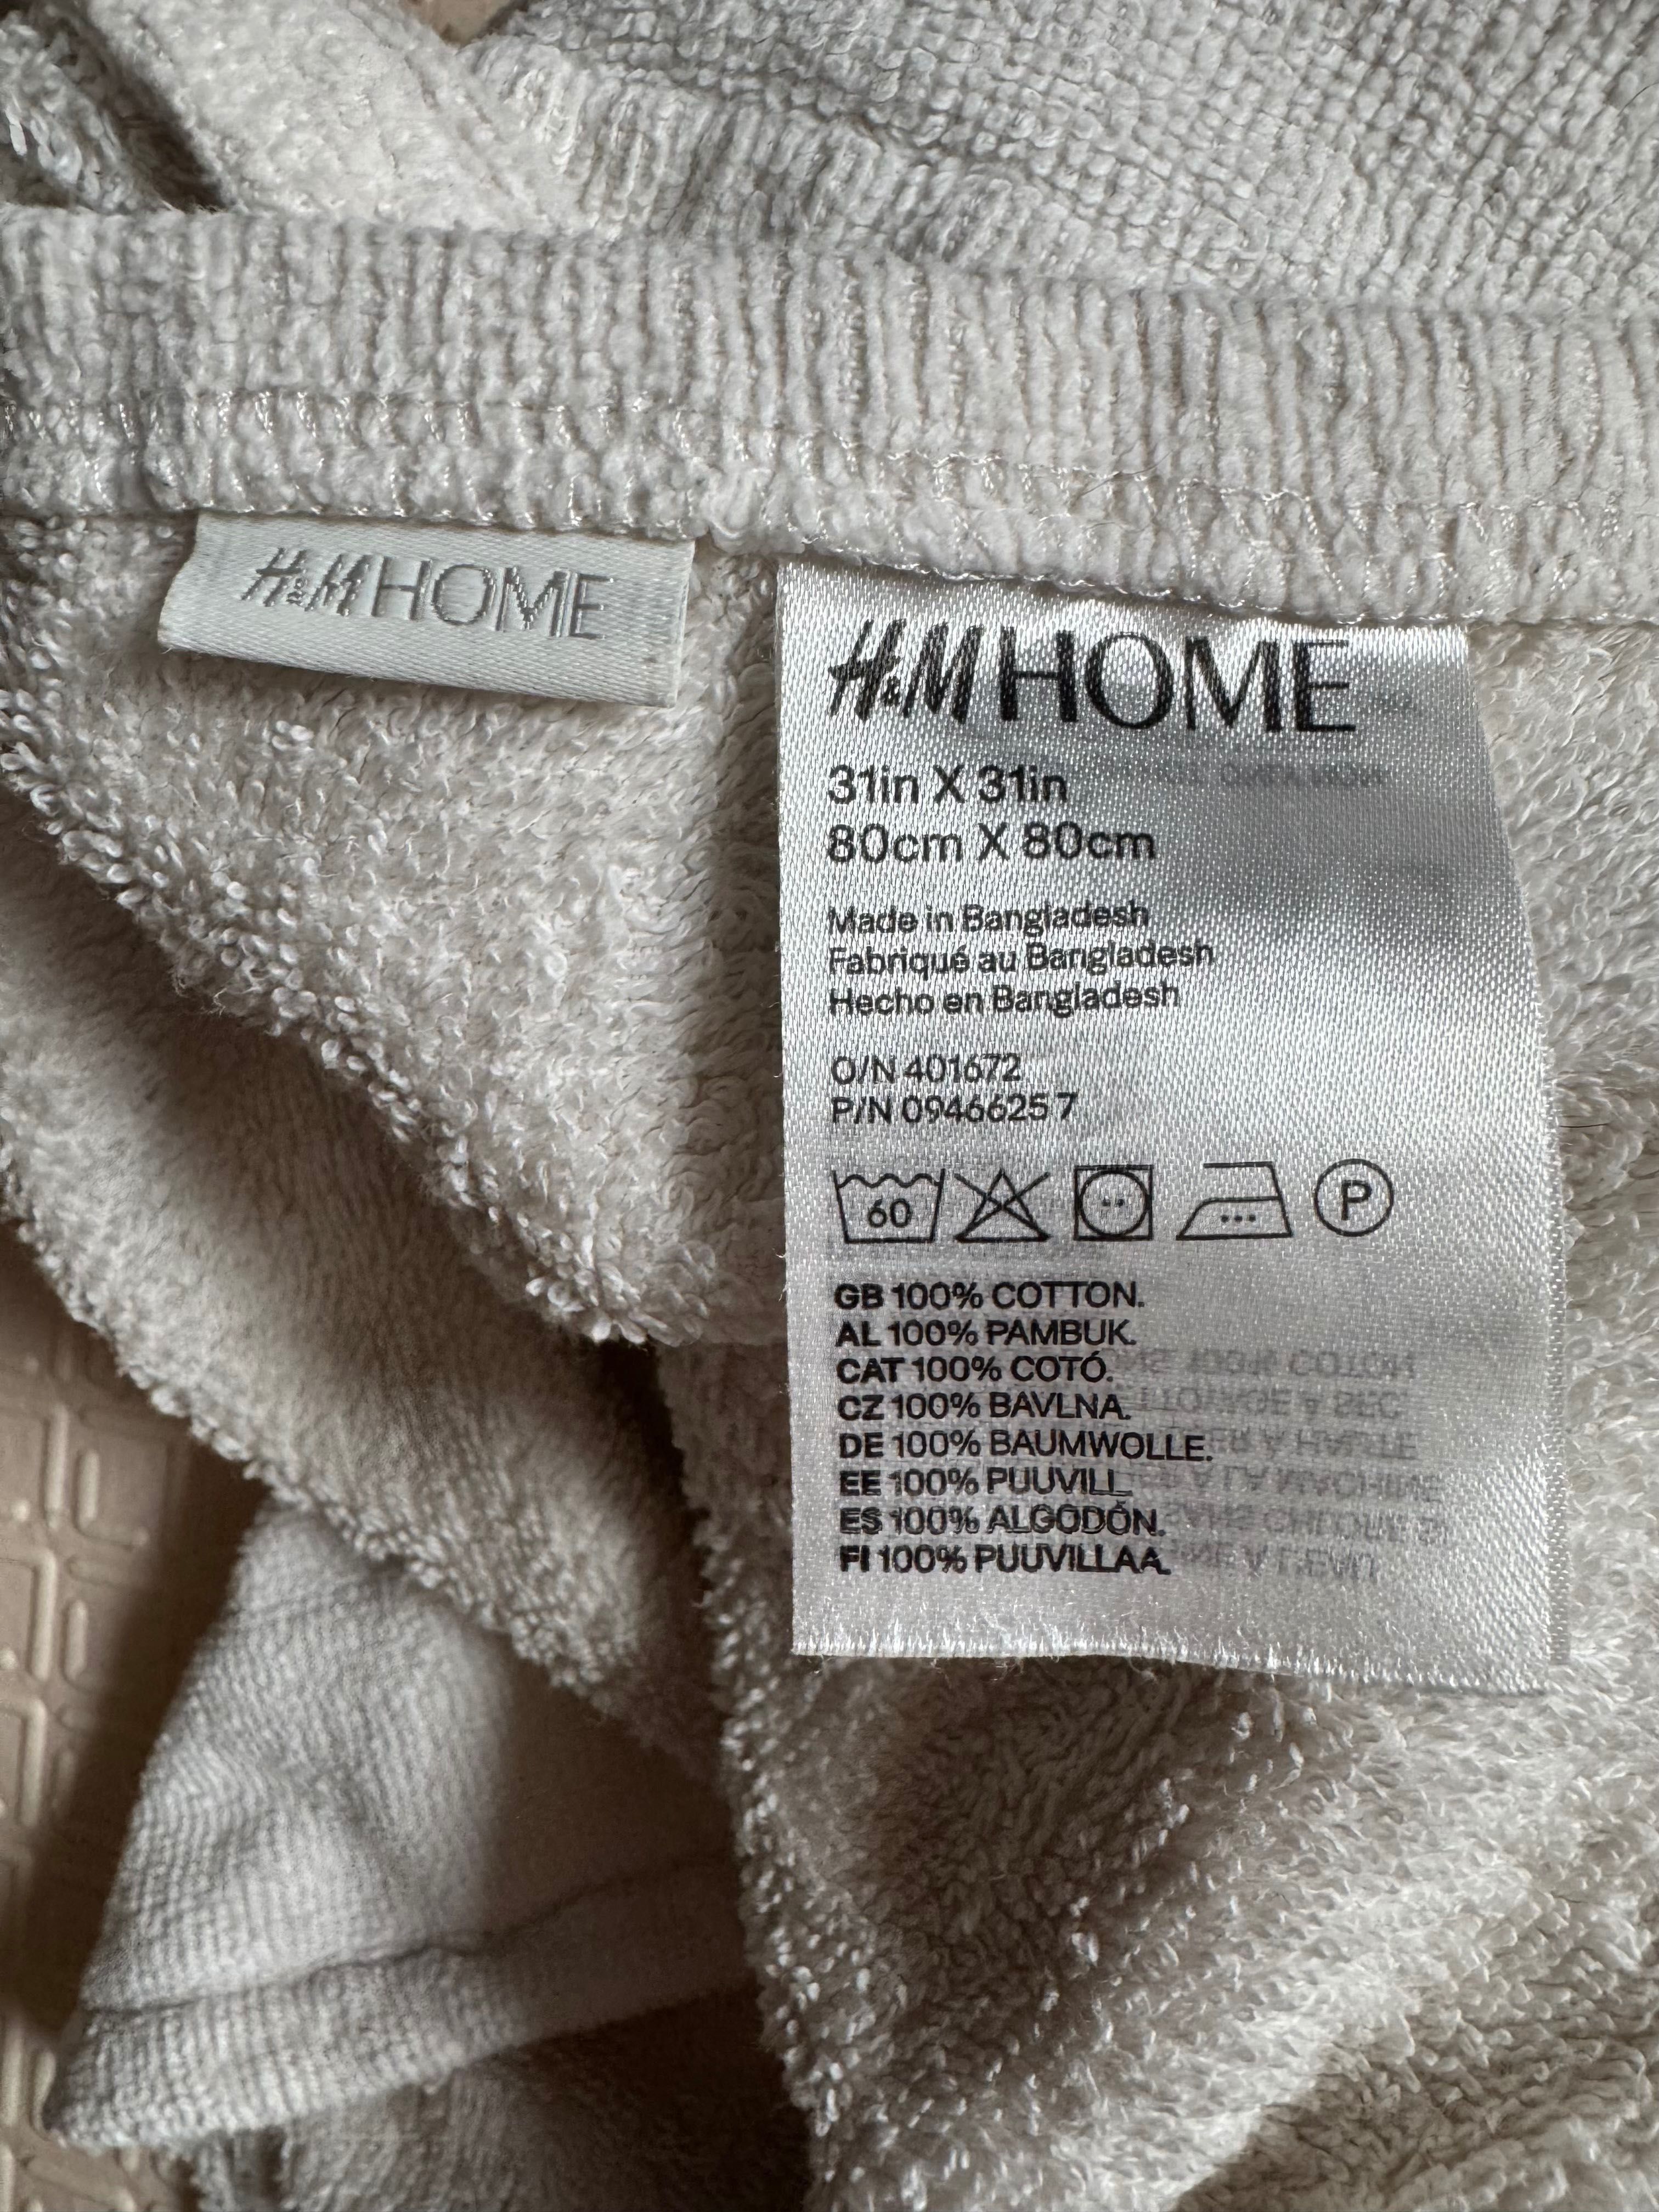 H&M HOME
H&M HOME
31in X 31in
80cm X 80cm
Made in Bangladesh
Fabriqué au Bangladesh
Hecho en Bangladesh
O/N 401672
P/N 0946625 7
60
P
GB 100% COTTON.
AL 100% PAMBUK.
CAT 100% COTÓ.
CZ 100% BAVLNA.
DE 100% BAUMWOLLE.
EE 100% PUUVILL
ES 100% ALGODÓN.
FI 100% PUUVILLAA.